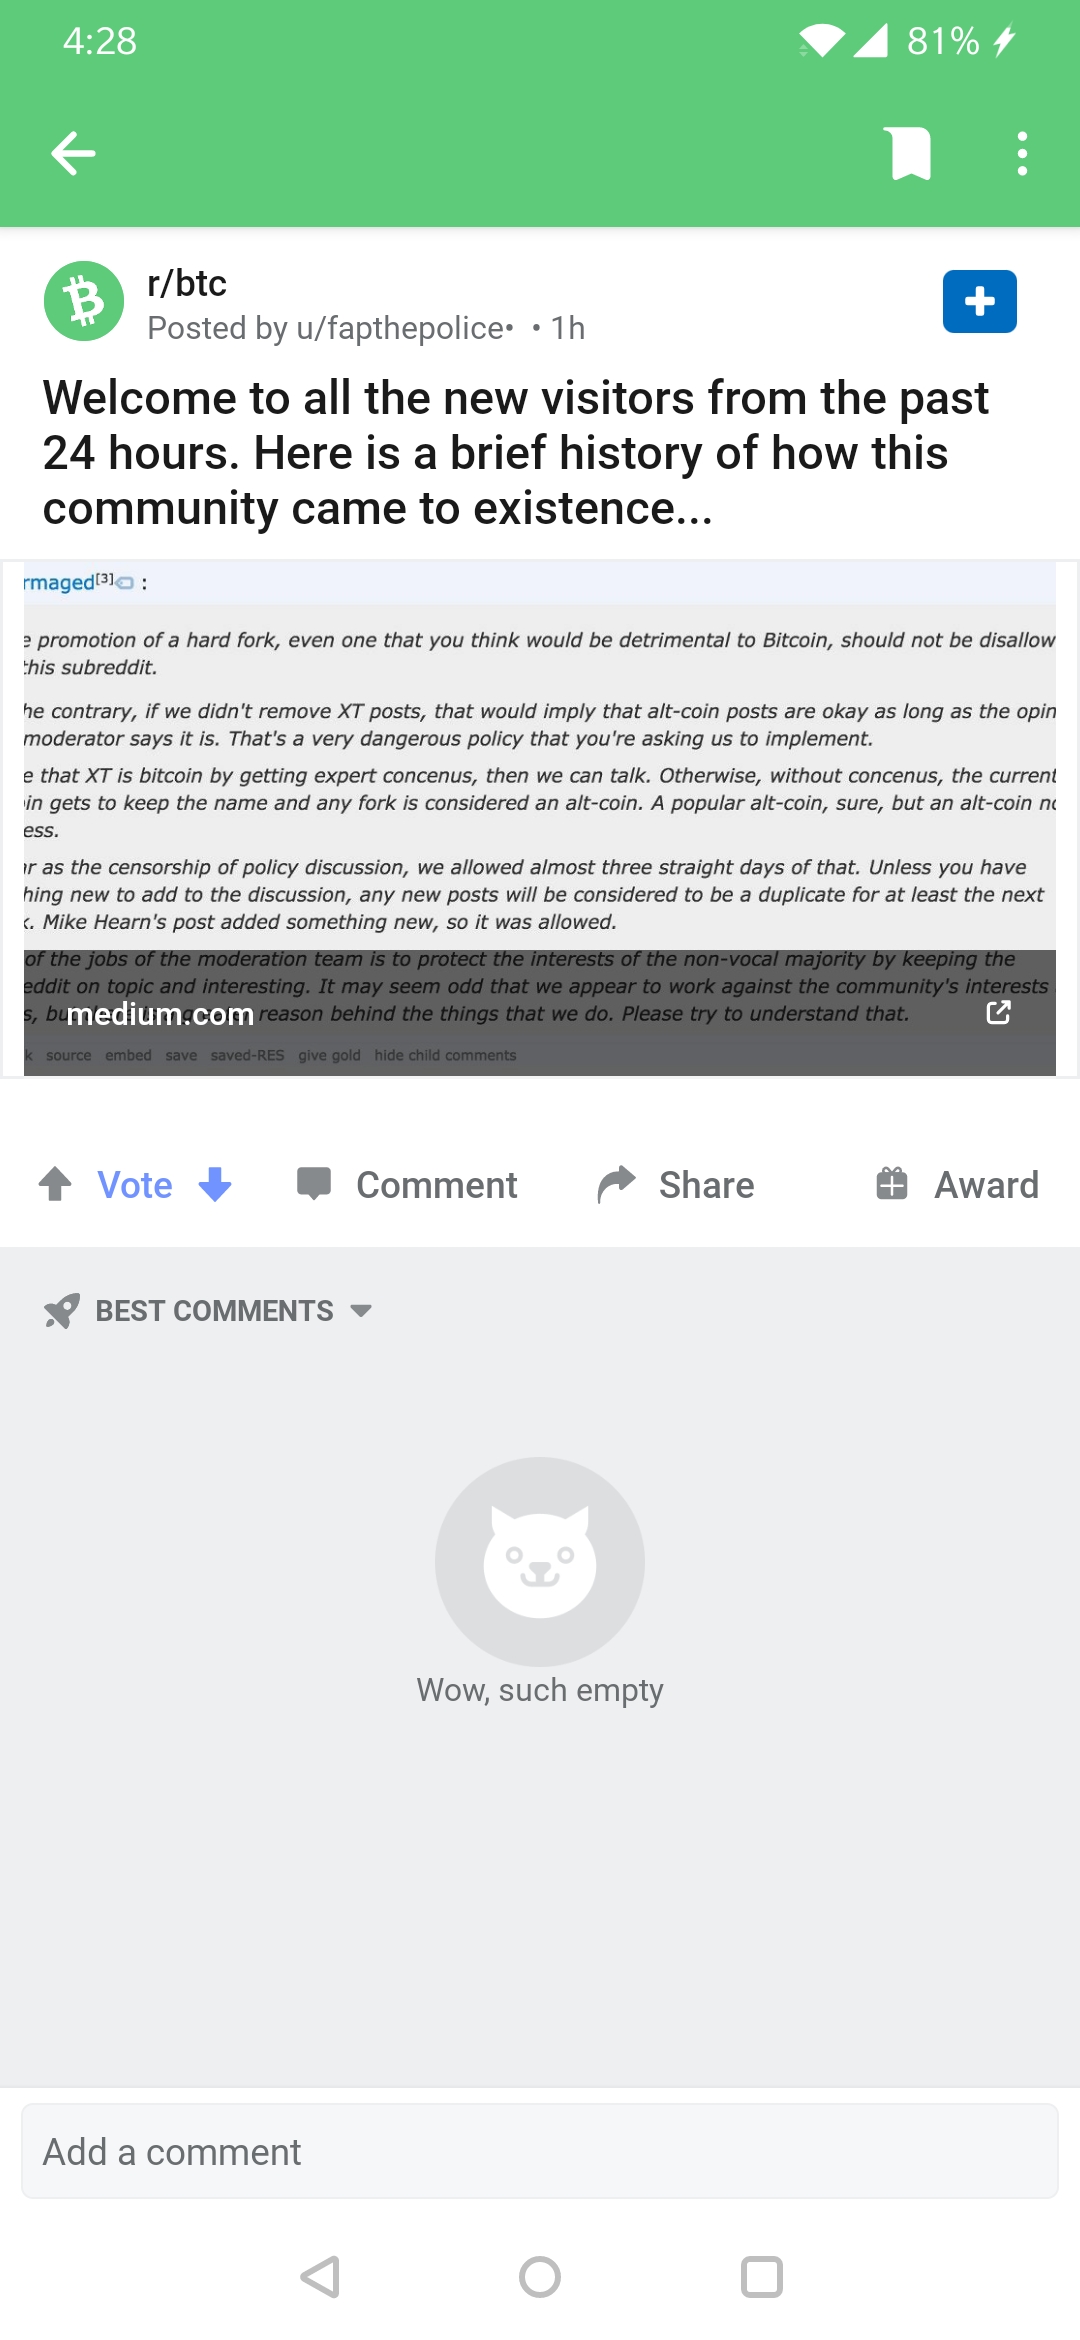 4:28
81%
r/btc
Posted by u/fapthepolice• • 1h
Welcome to all the new visitors from the past
24 hours. Here is a brief history of how this
community came to existence...
rmaged[3] :
promotion of a hard fork, even one that you think would be detrimental to Bitcoin, should not be disallow
this subreddit.
he contrary, if we didn't remove XT posts, that would imply that alt-coin posts are okay as long as the opin
moderator says it is. That's a very dangerous policy that you're asking us to implement.
e that XT is bitcoin by getting expert concenus, then we can talk. Otherwise, without concenus, the current
in gets to keep the name and any fork is considered an alt-coin. A popular alt-coin, sure, but an alt-coin
ess.
as the censorship of policy discussion, we allowed almost three straight days of that. Unless you have
hing new to add to the discussion, any new posts will be considered to be a duplicate for at least the next
. Mike Hearn's post added something new, so it was allowed.
of the jobs of the moderation team is to protect the interests of the non-vocal majority by keeping the
eddit on topic and interesting. It may seem odd that we appear to work against the community's interests
reason behind the things that we do. Please try to understand that.
medium.com
k source embed save saved-RES give gold hide child comments
Vote
Comment
Share
Award
BEST COMMENTS
Wow, such empty
Add a comment